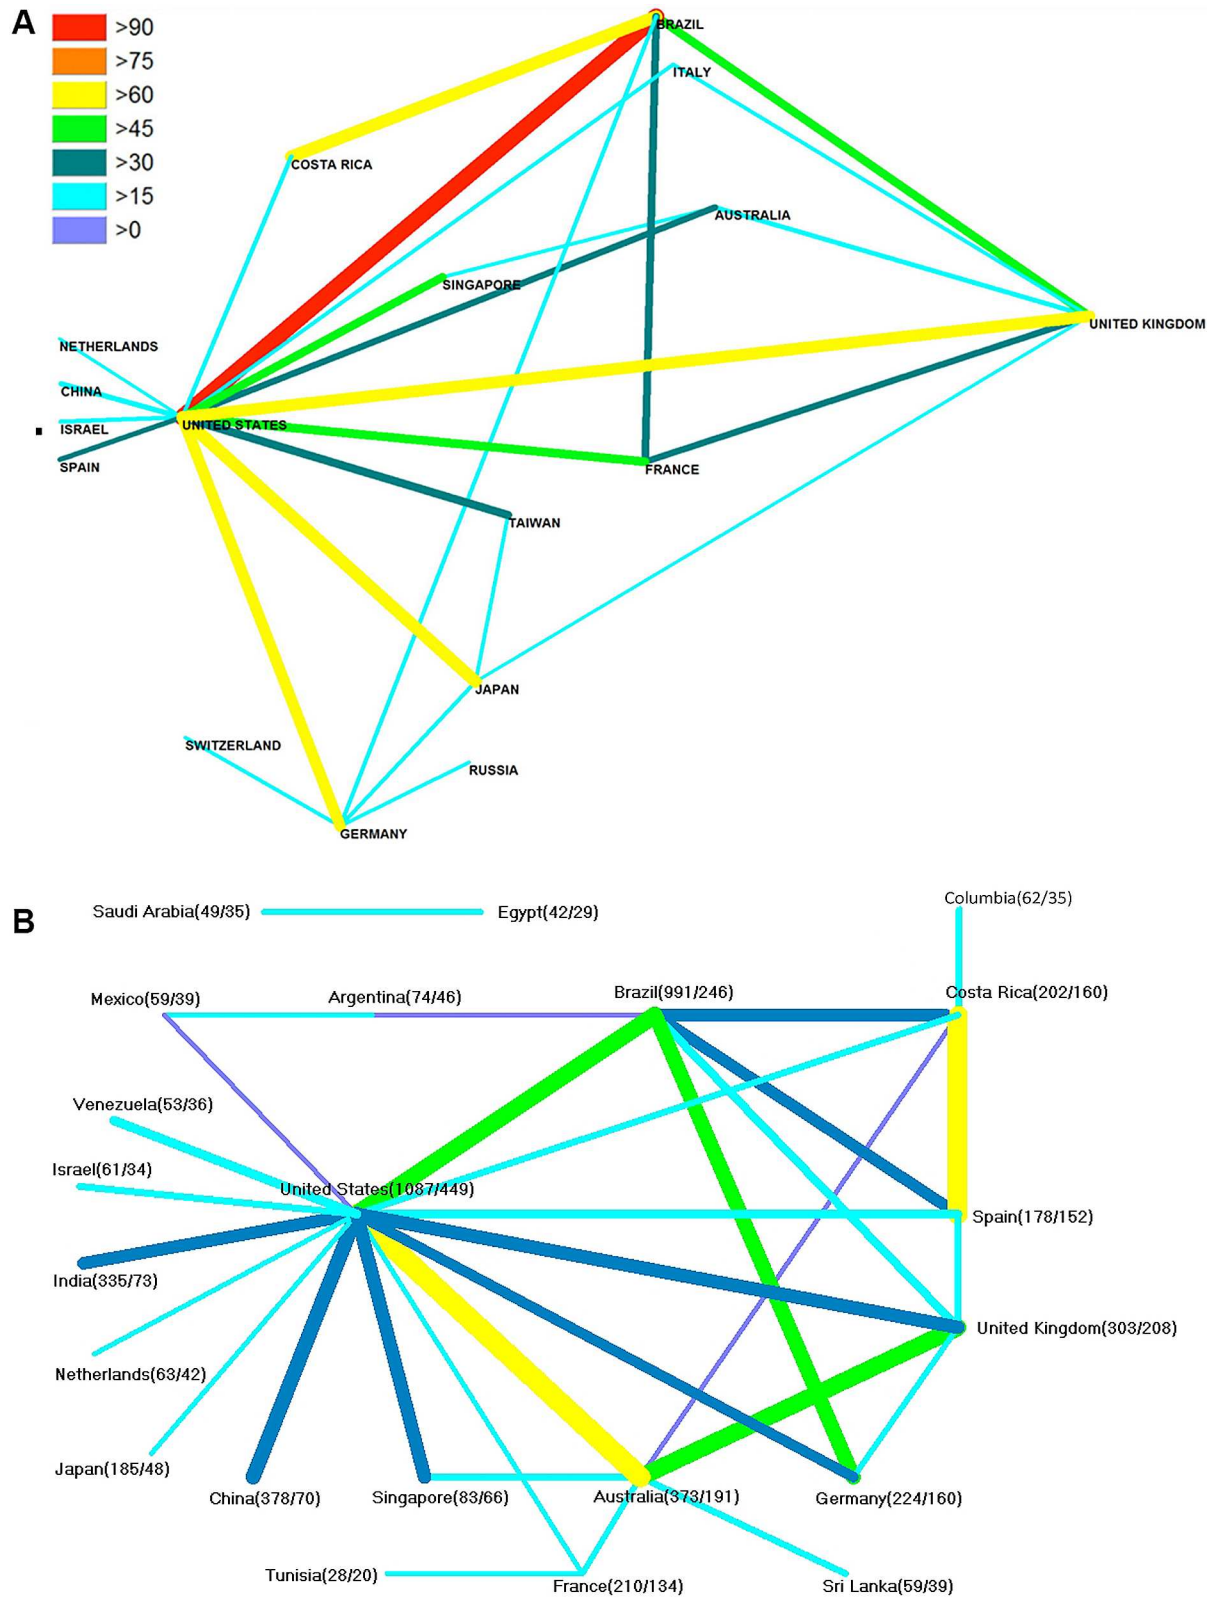 A
>90
>75
>60
>45
>30
>15
>0
BRAZIL
ITALY
COSTA RICA
AUSTRALIA
SINGAPORE
UNITED KINGDOM
NETHERLANDS
CHINA
ISRAEL
UNITED STATES
SPAIN
FRANCE
TAIWAN
JAPAN
SWITZERLAND
RUSSIA
GERMANY
B
Saudi Arabia(49/35)
Egypt(42/29)
Columbia(62/35)
Mexico(59/39)
Argentina(74/46)
Brazil(991/246)
Costa Rica(202/160)
Venezuela(53/36)
Israel(61/34)
United States(1087/449)
Spain(178/152)
India(335/73)
United Kingdom(303/208)
Netherlands(63/42)
Japan(185/48)
China(378/70)
Singapore(83/66)
Australia(373/191)
Germany(224/160)
Tunisia(28/20)
France(210/134)
Sri Lanka(59/39)